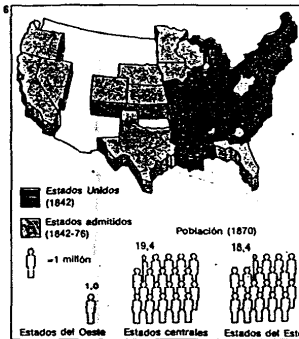 6
Estados Unidos
(1842)
Estados admitidos
(1842-76)
=1 millón
Población (1870)
1,0
19,4
18,4
Estados del Oeste
Estados centrales
Estados del Est